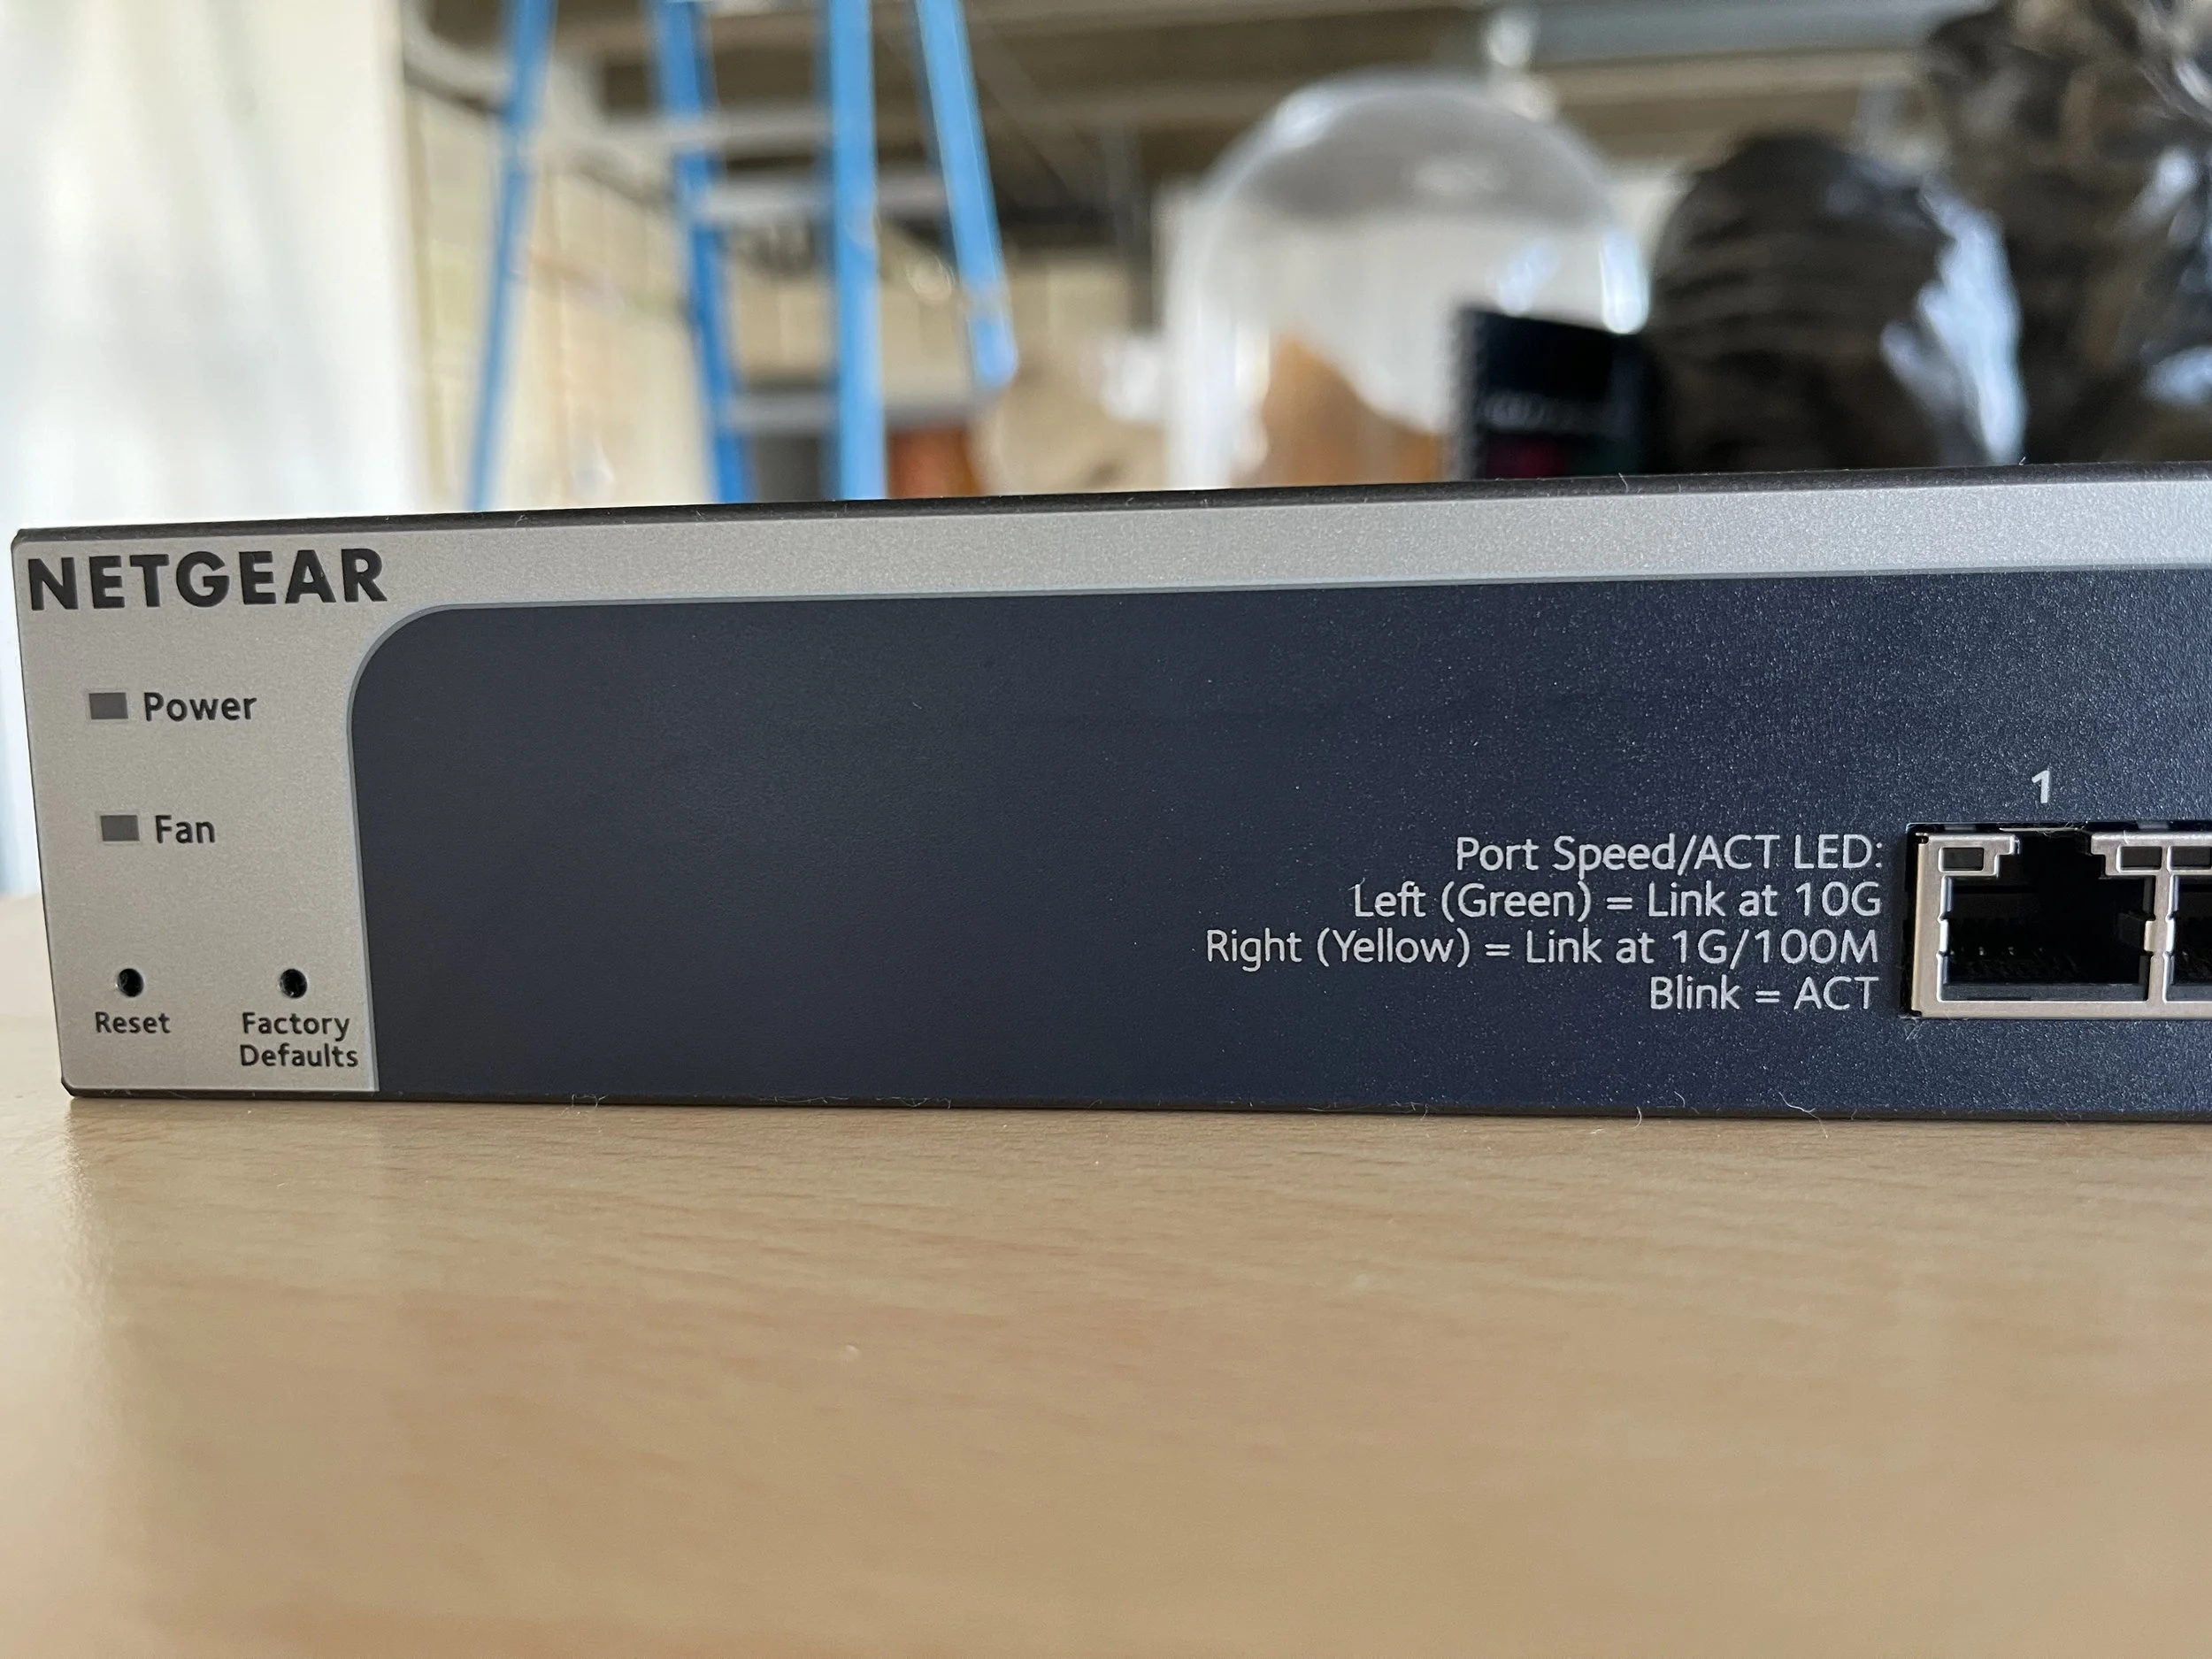 NETGEAR
Power
Fan
Reset
Factory
Defaults
Port Speed/ACT LED:
Left (Green) = Link at 10G
Right (Yellow) = Link at 1G/100M
Blink = ACT
1